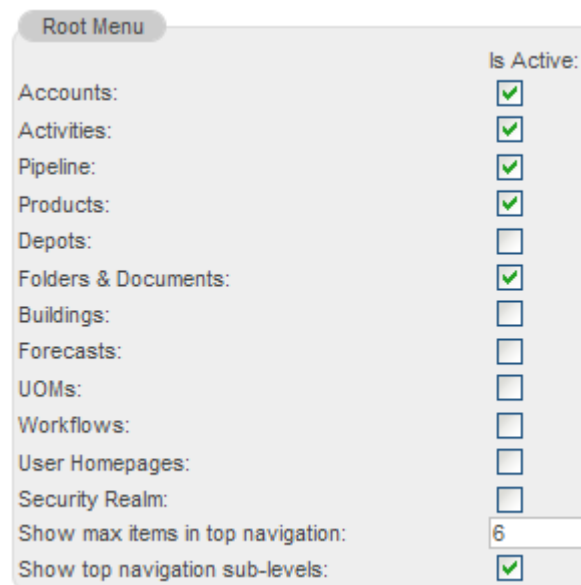 Root Menu
Is Active:
Accounts:
Activities:
Pipeline:
Products:
Depots:
Folders & Documents:
Buildings:
Forecasts:
UOMs:
Workflows:
User Homepages:
Security Realm:
Show max items in top navigation: 6
Show top navigation sub-levels: